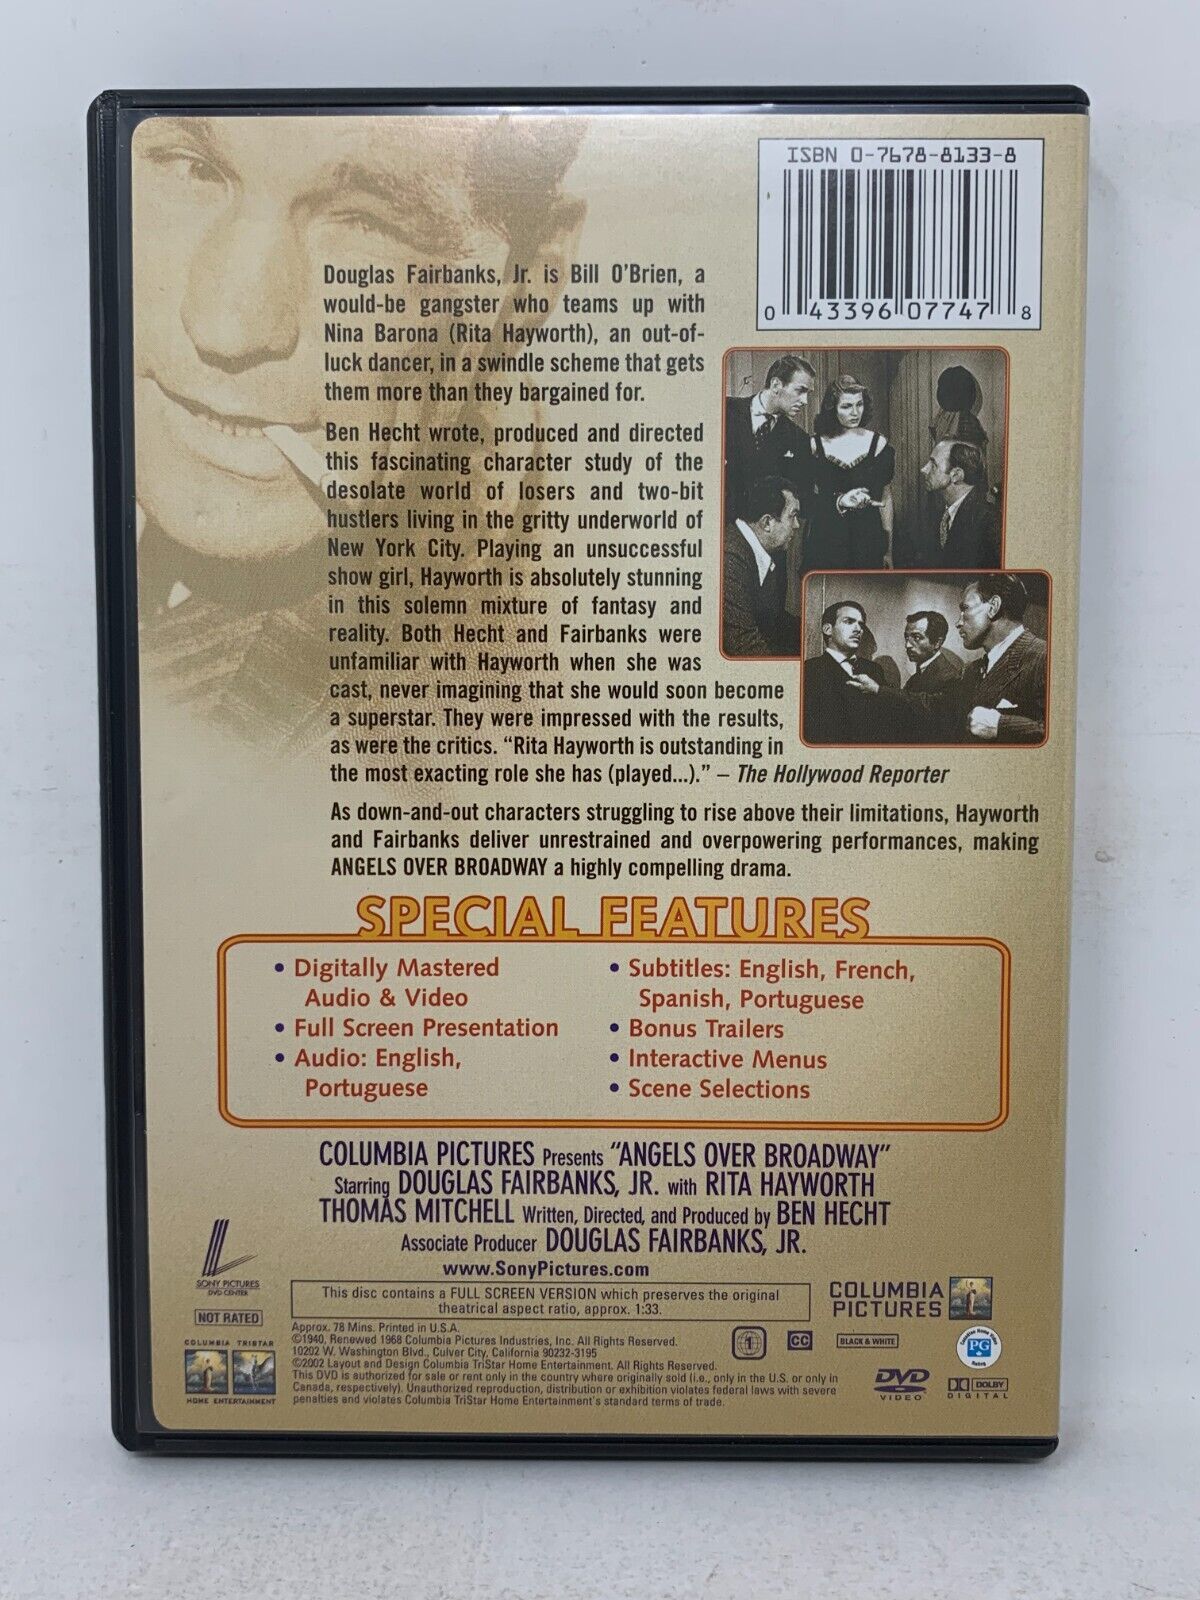 ISBN 0-7678-8133-8
0 43396 07747 8
Douglas Fairbanks, Jr. is Bill O'Brien, a
would-be gangster who teams up with
Nina Barona (Rita Hayworth), an out-of-
luck dancer, in a swindle scheme that gets
them more than they bargained for.
Ben Hecht wrote, produced and directed
this fascinating character study of the
desolate world of losers and two-bit
hustlers living in the gritty underworld of
New York City. Playing an unsuccessful
show girl, Hayworth is absolutely stunning
in this solemn mixture of fantasy and
reality. Both Hecht and Fairbanks were
unfamiliar with Hayworth when she was
cast, never imagining that she would soon become
a superstar. They were impressed with the results,
as were the critics. “Rita Hayworth is outstanding in
the most exacting role she has (played...).” – The Hollywood Reporter
As down-and-out characters struggling to rise above their limitations, Hayworth
and Fairbanks deliver unrestrained and overpowering performances, making
ANGELS OVER BROADWAY a highly compelling drama.
SPECIAL FEATURES
• Digitally Mastered
Audio & Video
• Full Screen Presentation
• Audio: English,
Portuguese
• Subtitles: English, French,
Spanish, Portuguese
• Bonus Trailers
• Interactive Menus
• Scene Selections
COLUMBIA PICTURES Presents “ANGELS OVER BROADWAY”
Starring DOUGLAS FAIRBANKS, JR. with RITA HAYWORTH
THOMAS MITCHELL Written, Directed, and Produced by BEN HECHT
Associate Producer DOUGLAS FAIRBANKS, JR.
www.SonyPictures.com
SONY PICTURES
DVD CENTER
NOT RATED
COLUMBIA TRISTAR
HOME ENTERTAINMENT
This disc contains a FULL SCREEN VERSION which preserves the original
theatrical aspect ratio, approx. 1:33.
Approx. 78 Mins. Printed in U.S.A.
©1940, Renewed 1968 Columbia Pictures Industries, Inc. All Rights Reserved.
10202 W. Washington Blvd., Culver City, California 90232-3195
©2002 Layout and Design Columbia TriStar Home Entertainment. All Rights Reserved.
This DVD is authorized for sale or rent only in the country where originally sold (i.e., only in the U.S. or only in
Canada, respectively). Unauthorized reproduction, distribution or exhibition violates federal laws with severe
penalties and violates Columbia TriStar Home Entertainment's standard terms of trade.
1
CC
BLACK & WHITE
COLUMBIA
PICTURES
Canadian Home Video
PG
Rated
DVD
VIDEO
DOLBY
DIGITAL